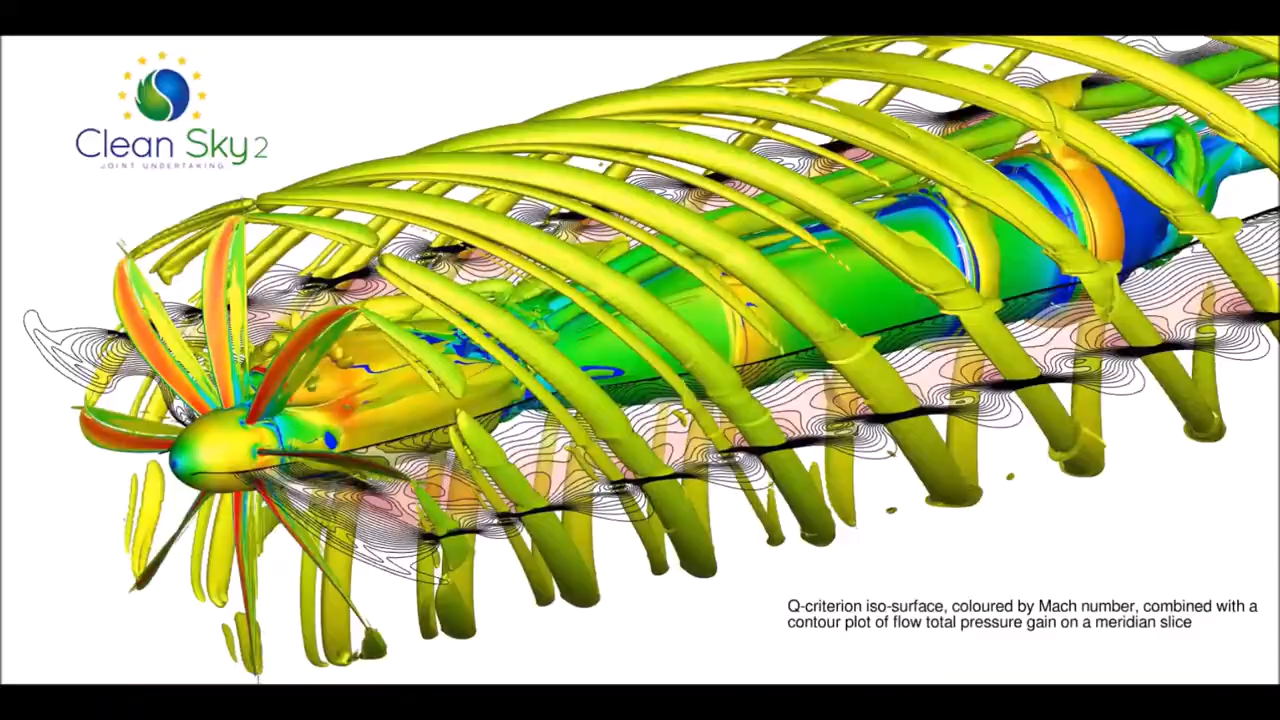 Clean Sky 2
JOINT UNDERTAKING
Q-criterion iso-surface, coloured by Mach number, combined with a
contour plot of flow total pressure gain on a meridian slice